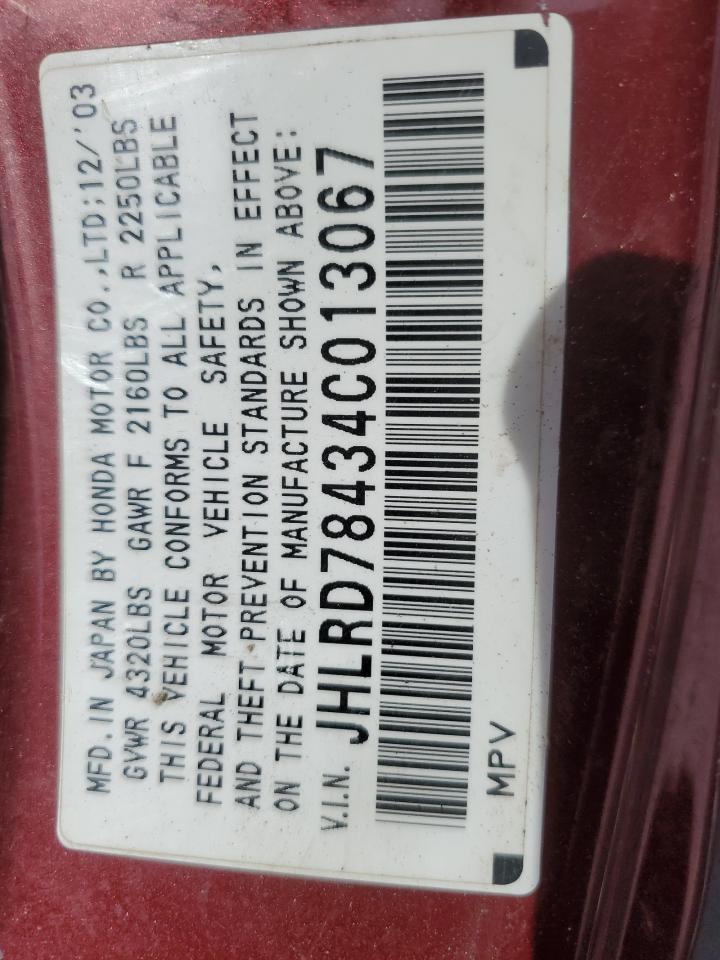 MFD. IN JAPAN BY HONDA MOTOR CO.,LTD;12/'03
GVWR 4320LBS GAWR F 2160LBS R 2250LBS
THIS VEHICLE CONFORMS TO ALL APPLICABLE
FEDERAL MOTOR VEHICLE SAFETY,
AND THEFT PREVENTION STANDARDS IN EFFECT
ON THE DATE OF MANUFACTURE SHOWN ABOVE:
V.I.N. JHLRD78434C013067
MPV